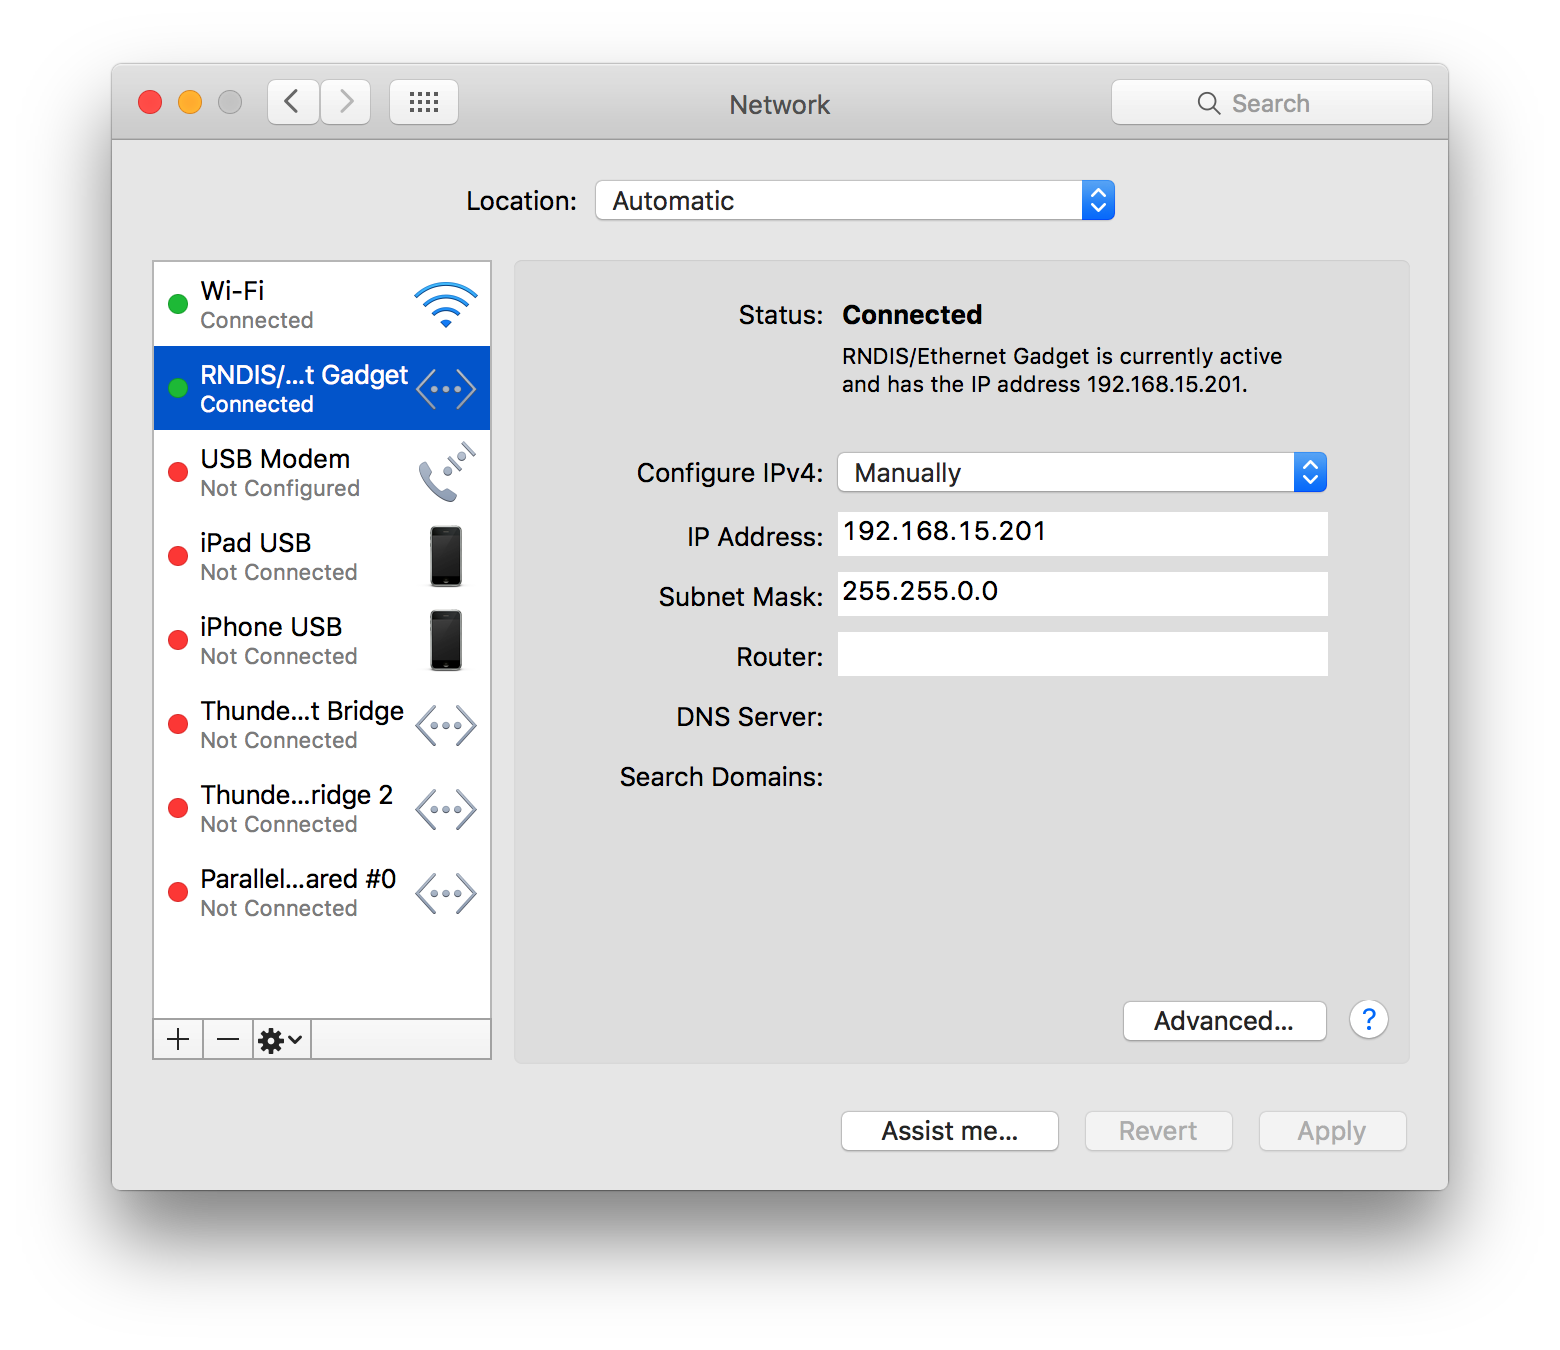 Network
Search
Location: Automatic
Wi-Fi
Connected
RNDIS/...t Gadget
Connected
USB Modem
Not Configured
iPad USB
Not Connected
iPhone USB
Not Connected
Thunde...t Bridge
Not Connected
Thunde...ridge 2
Not Connected
Parallel...ared #0
Not Connected
Status: Connected
RNDIS/Ethernet Gadget is currently active
and has the IP address 192.168.15.201.
Configure IPv4: Manually
IP Address: 192.168.15.201
Subnet Mask: 255.255.0.0
Router:
DNS Server:
Search Domains:
Advanced... ?
Assist me... Revert Apply